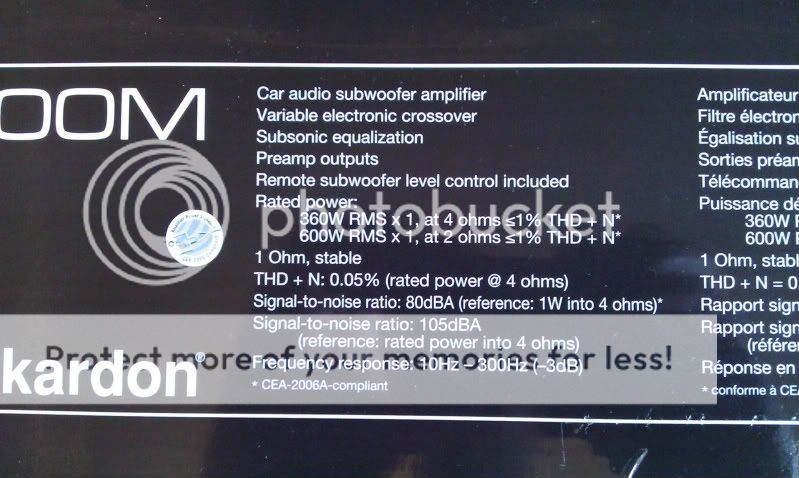 OOM
Car audio subwoofer amplifier
Variable electronic crossover
Subsonic equalization
Preamp outputs
Remote subwoofer level control included
Rated power:
360W RMS x 1, at 4 ohms ≤1% THD + N*
600W RMS x 1, at 2 ohms ≤1% THD + N*
1 Ohm, stable
THD + N: 0.05% (rated power @ 4 ohms)
Signal-to-noise ratio: 80dBA (reference: 1W into 4 ohms)*
Signal-to-noise ratio: 105dBA
(reference: rated power into 4 ohms)
Frequency response: 10Hz – 300Hz (–3dB)
* CEA-2006A-compliant
kardon®
Amplificateur
Filtre électron
Égalisation su
Sorties préam
Télécomman
Puissance dé
360W R
600W R
1 Ohm, stabl
THD + N = 0
Rapport sign
Rapport sign
(référe
Réponse en
* conforme à CEA
photobucket
Protect more of your memories for less!